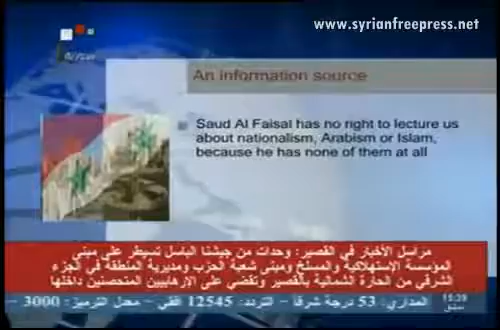 www.syrianfreepress.net
An information source
Saud Al Faisal has no right to lecture us
about nationalism, Arabism or Islam,
because he has none of them at all
مراسل الأخبار في القصير: وحدات من جيشنا الباسل تسيطر على مبنى
المؤسسة الإستهلاكية والمسلخ ومبنى شعبة الحزب ومديرية المنطقة في الجزء
الشرقي من الحارة الشمالية بالقصير وتقضي على الإرهابيين المتحصنين داخلها
المداري: 53 درجة شرقا - التردد: 12545 افقي - معدل الترميز: 3000 -
دمشق